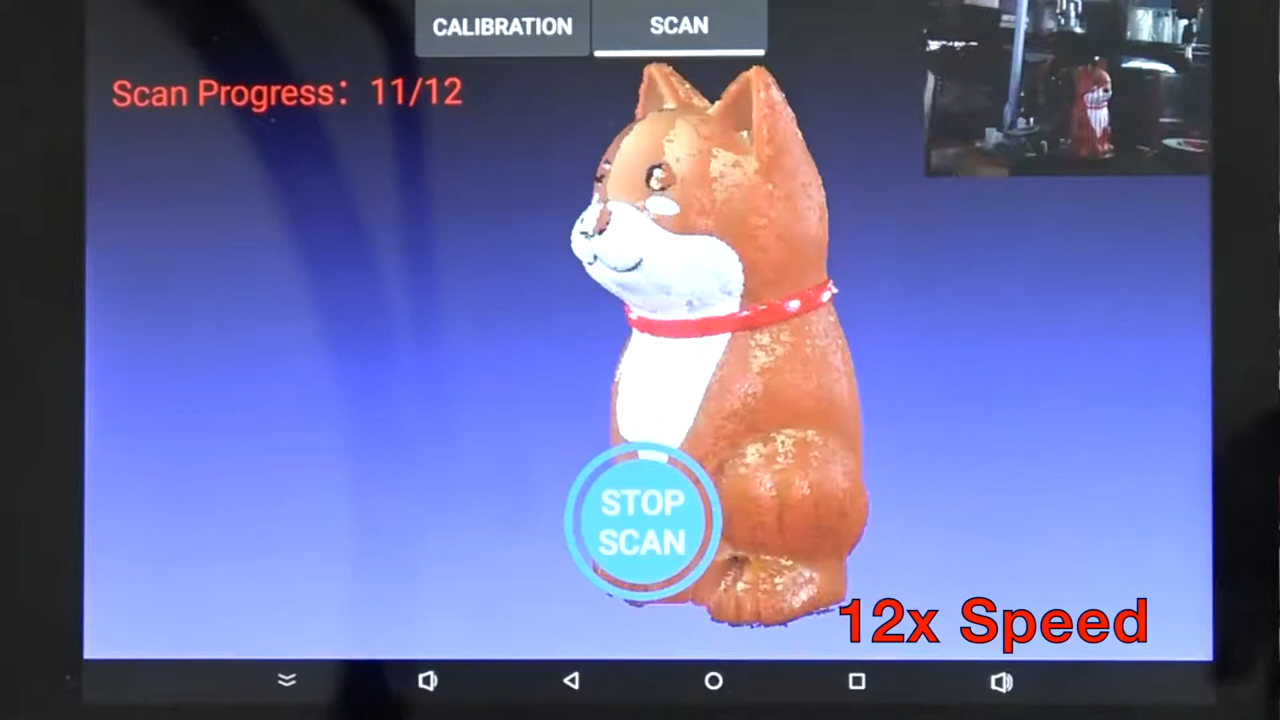 CALIBRATION
SCAN
Scan Progress: 11/12
STOP
SCAN
12x Speed